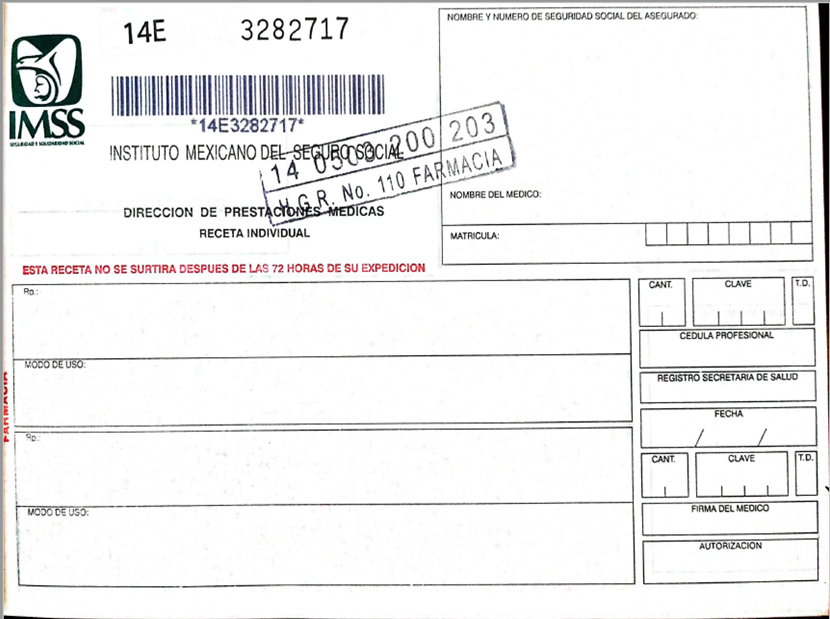 14E 3282717
IMSS
SEGURIDAD Y SOLIDARIDAD SOCIAL
*14E3282717*
INSTITUTO MEXICANO DEL SEGURO SOCIAL
14 0503 200 203
H.G.R. No. 110 FARMACIA
DIRECCION DE PRESTACIONES MEDICAS
RECETA INDIVIDUAL
NOMBRE Y NUMERO DE SEGURIDAD SOCIAL DEL ASEGURADO:
NOMBRE DEL MEDICO:
MATRICULA:
ESTA RECETA NO SE SURTIRA DESPUES DE LAS 72 HORAS DE SU EXPEDICION
Rp.:
CANT. CLAVE T.D.
CEDULA PROFESIONAL
MODO DE USO:
REGISTRO SECRETARIA DE SALUD
FARMACIA
FECHA
/ /
Rp.:
CANT. CLAVE T.D.
MODO DE USO:
FIRMA DEL MEDICO
AUTORIZACION